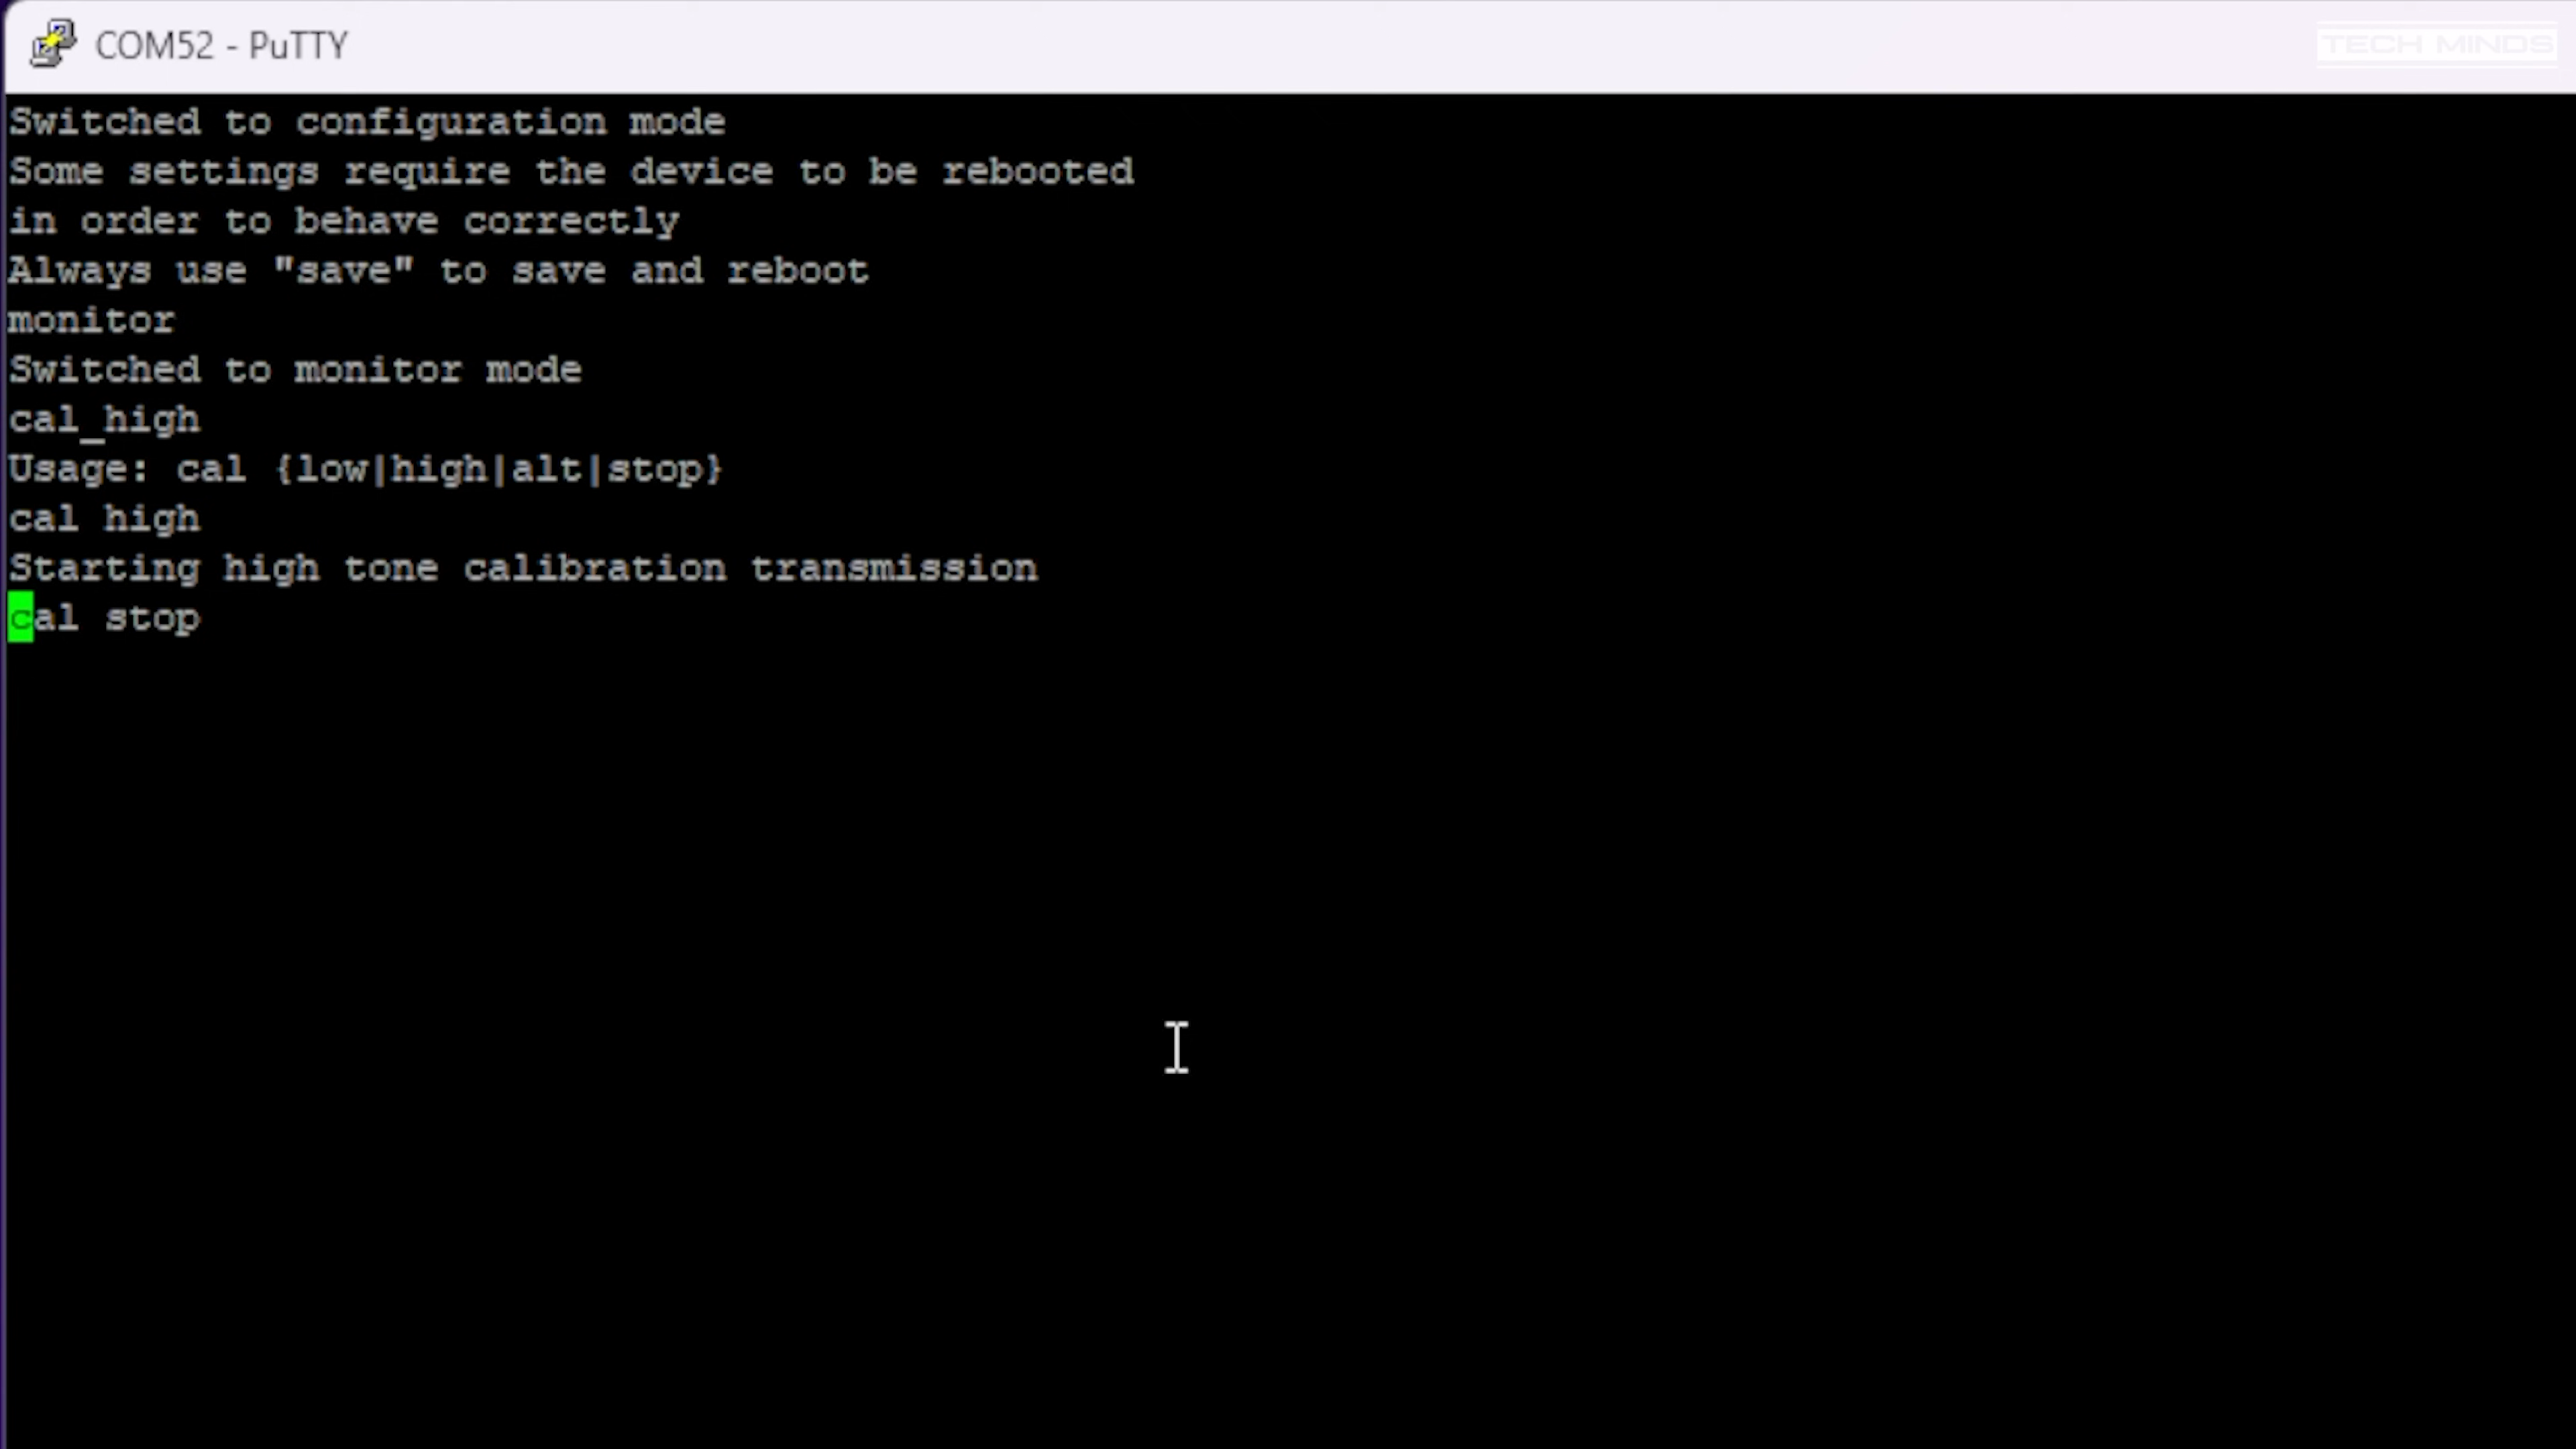 COM52 - PuTTY
TECH MINDS
Switched to configuration mode
Some settings require the device to be rebooted
in order to behave correctly
Always use "save" to save and reboot
monitor
Switched to monitor mode
cal_high
Usage: cal {low|high|alt|stop}
cal high
Starting high tone calibration transmission
cal stop